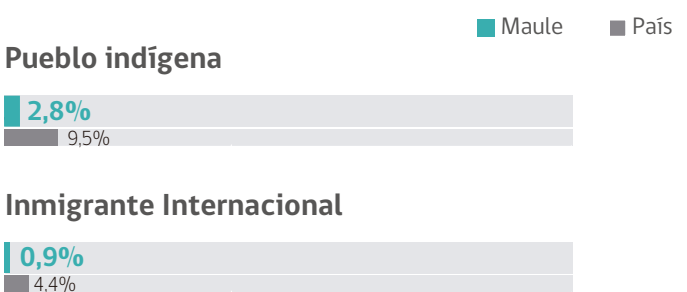 Maule País
Pueblo indígena
2,8%
9,5%
Inmigrante Internacional
0,9%
4,4%